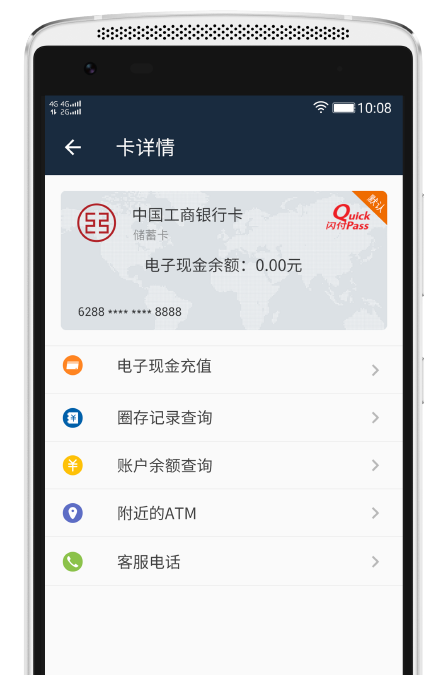 4G 4G
2G
10:08
卡详情
默认
中国工商银行卡
储蓄卡
Quick
闪付Pass
电子现金余额：0.00元
6288 **** **** 8888
电子现金充值
圈存记录查询
账户余额查询
附近的ATM
客服电话